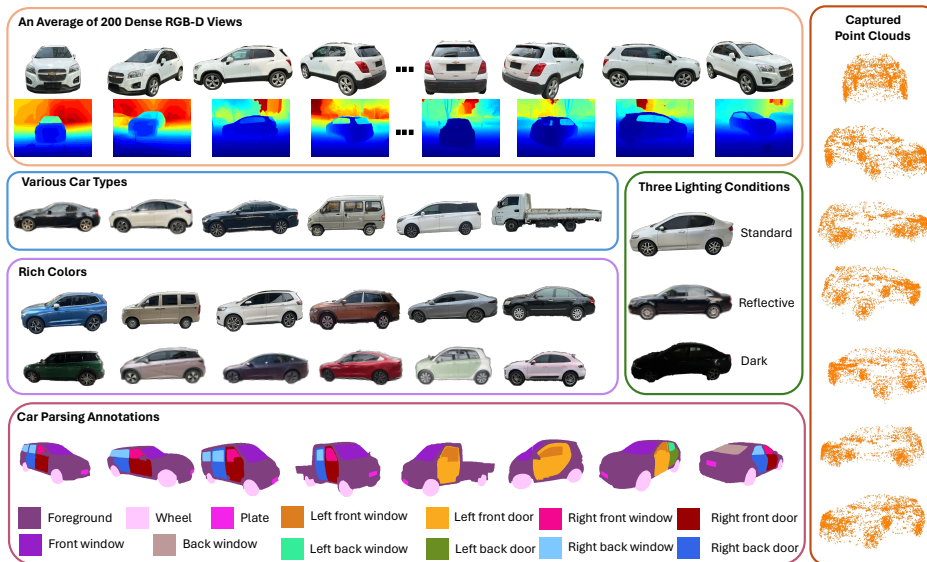 An Average of 200 Dense RGB-D Views
Captured
Point Clouds
Various Car Types
Three Lighting Conditions
Standard
Reflective
Dark
Rich Colors
Car Parsing Annotations
Foreground
Wheel
Plate
Left front window
Left front door
Right front window
Right front door
Front window
Back window
Left back window
Left back door
Right back window
Right back door